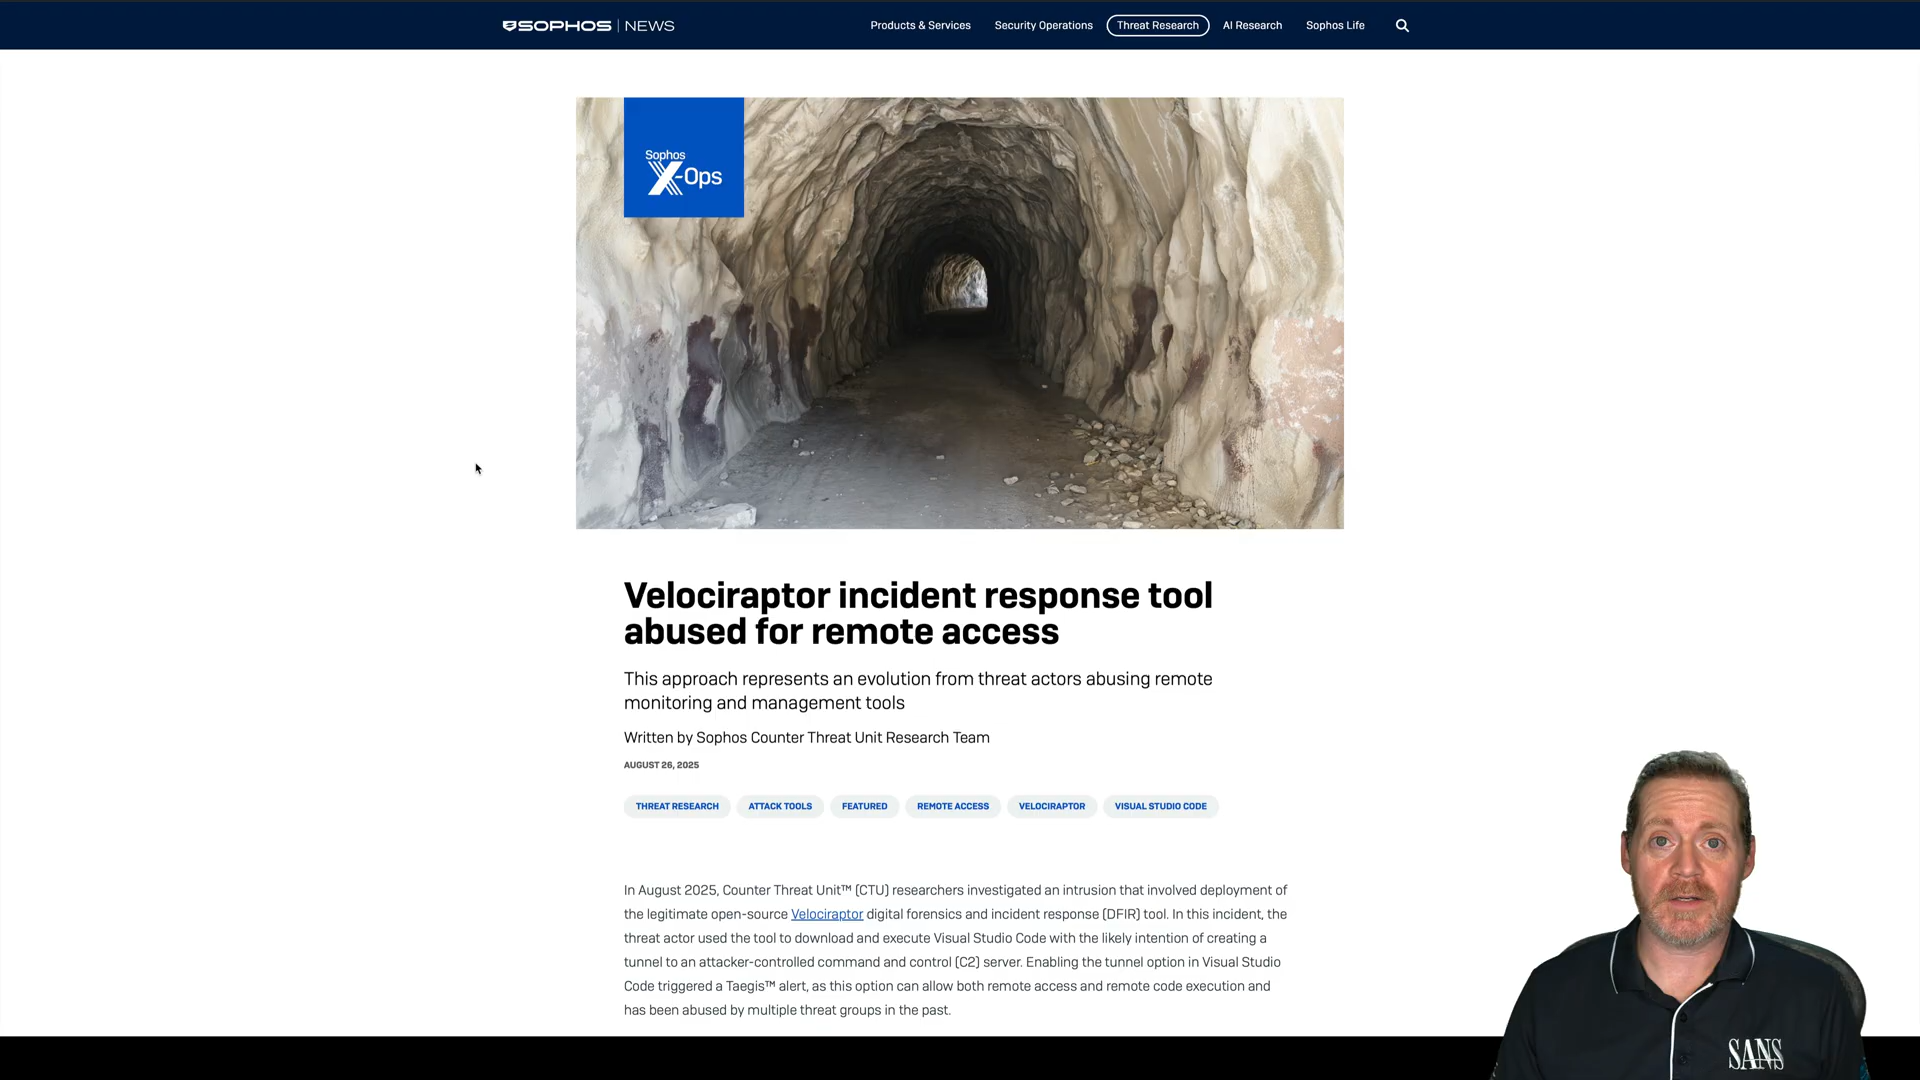 SOPHOS | NEWS
Products & Services
Security Operations
Threat Research
AI Research
Sophos Life
Sophos
X-Ops
Velociraptor incident response tool
abused for remote access
This approach represents an evolution from threat actors abusing remote
monitoring and management tools
Written by Sophos Counter Threat Unit Research Team
AUGUST 26, 2025
THREAT RESEARCH
ATTACK TOOLS
FEATURED
REMOTE ACCESS
VELOCIRAPTOR
VISUAL STUDIO CODE
In August 2025, Counter Threat Unit™ (CTU) researchers investigated an intrusion that involved deployment of
the legitimate open-source Velociraptor digital forensics and incident response (DFIR) tool. In this incident, the
threat actor used the tool to download and execute Visual Studio Code with the likely intention of creating a
tunnel to an attacker-controlled command and control (C2) server. Enabling the tunnel option in Visual Studio
Code triggered a Taegis™ alert, as this option can allow both remote access and remote code execution and
has been abused by multiple threat groups in the past.
SANS